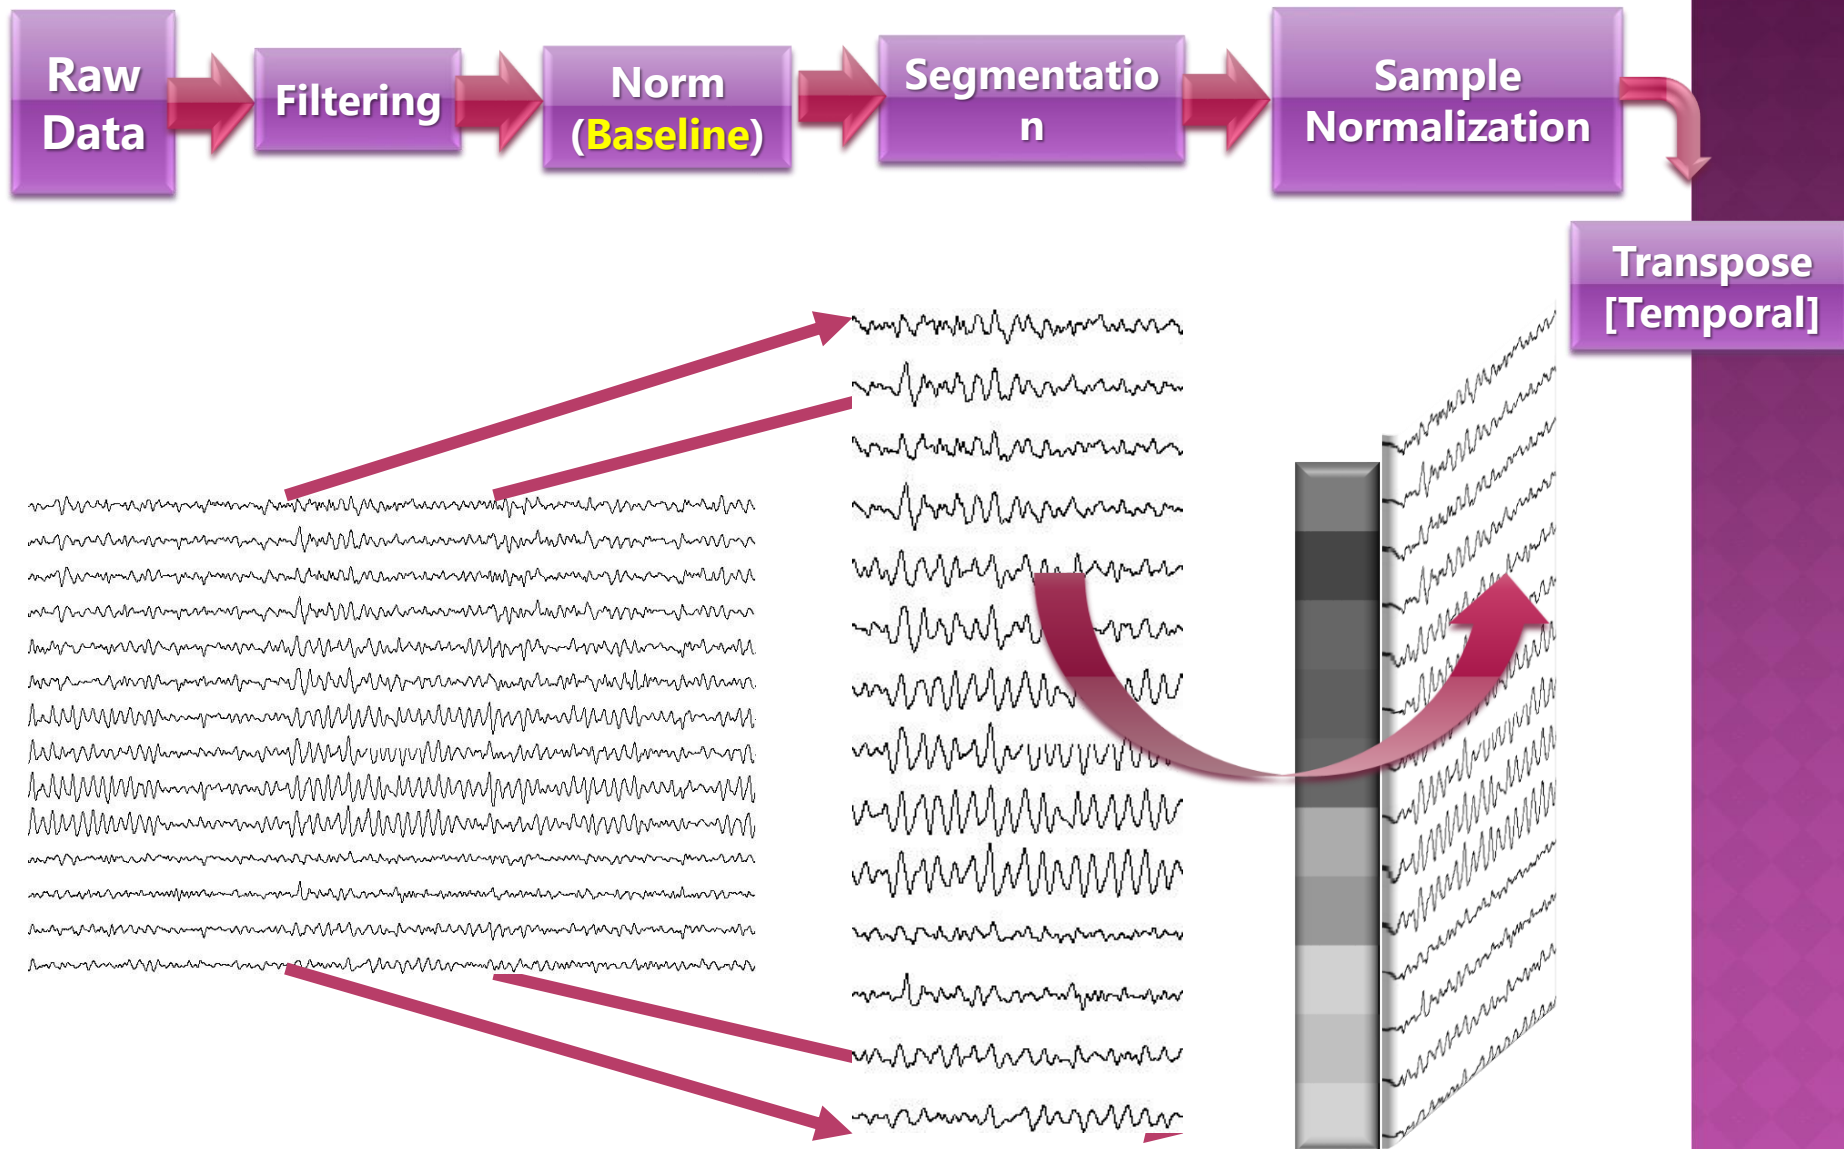 Raw
Data
Filtering
Norm
(Baseline)
Segmentatio
n
Sample
Normalization
Transpose
[Temporal]